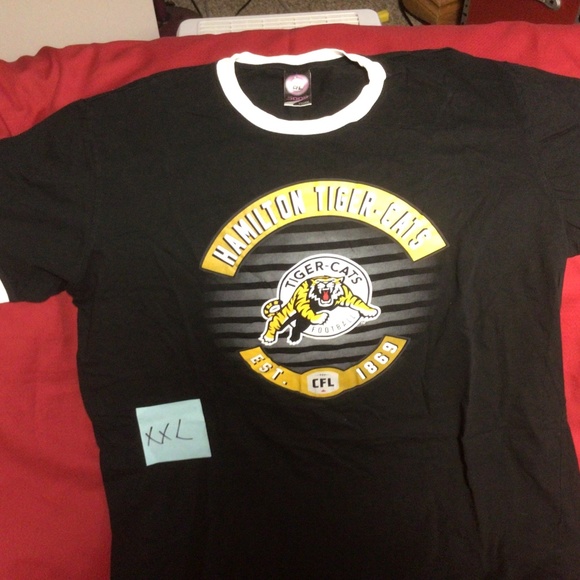 HAMILTON TIGER-CATS
TIGER-CATS
FOOTBALL
EST. 1869
CFL
XXL